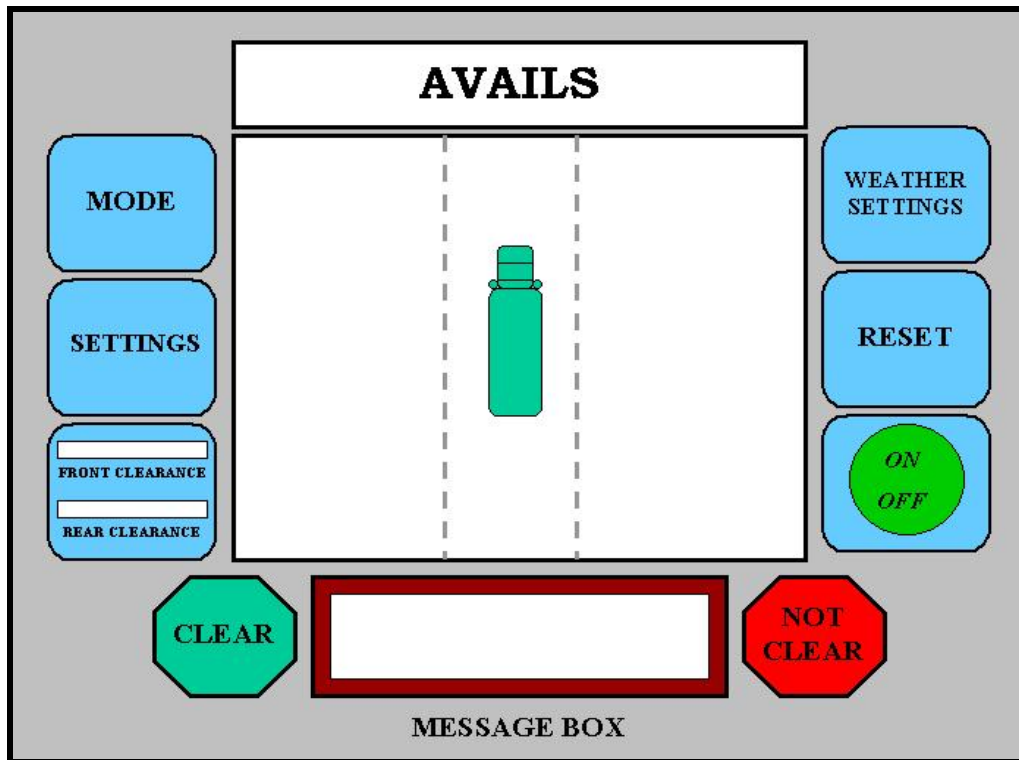 AVAILS
MODE
SETTINGS
FRONT CLEARANCE
REAR CLEARANCE
WEATHER
SETTINGS
RESET
ON
OFF
CLEAR
NOT
CLEAR
MESSAGE BOX